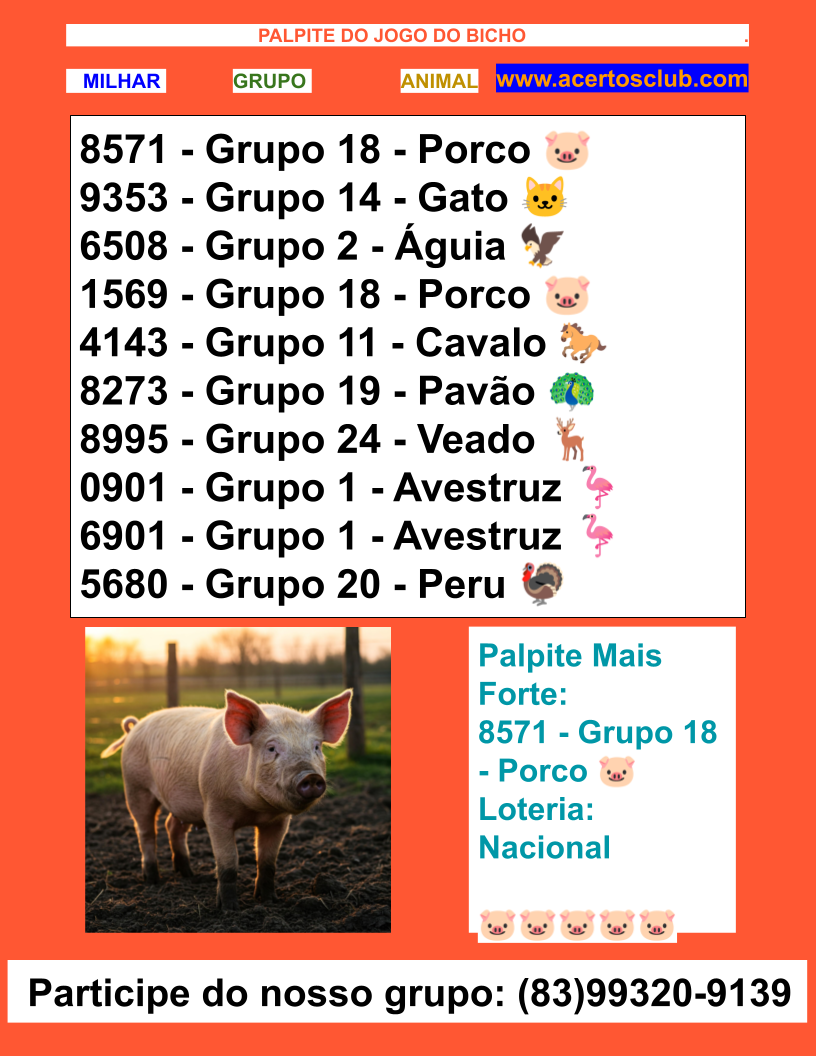 PALPITE DO JOGO DO BICHO .
MILHAR GRUPO ANIMAL www.acertosclub.com
8571 - Grupo 18 - Porco 🐷
9353 - Grupo 14 - Gato 🐱
6508 - Grupo 2 - Águia 🦅
1569 - Grupo 18 - Porco 🐷
4143 - Grupo 11 - Cavalo 🐎
8273 - Grupo 19 - Pavão 🦚
8995 - Grupo 24 - Veado 🦌
0901 - Grupo 1 - Avestruz 🦩
6901 - Grupo 1 - Avestruz 🦩
5680 - Grupo 20 - Peru 🦃
Palpite Mais
Forte:
8571 - Grupo 18
- Porco 🐷
Loteria:
Nacional
🐷🐷🐷🐷🐷
Participe do nosso grupo: (83)99320-9139